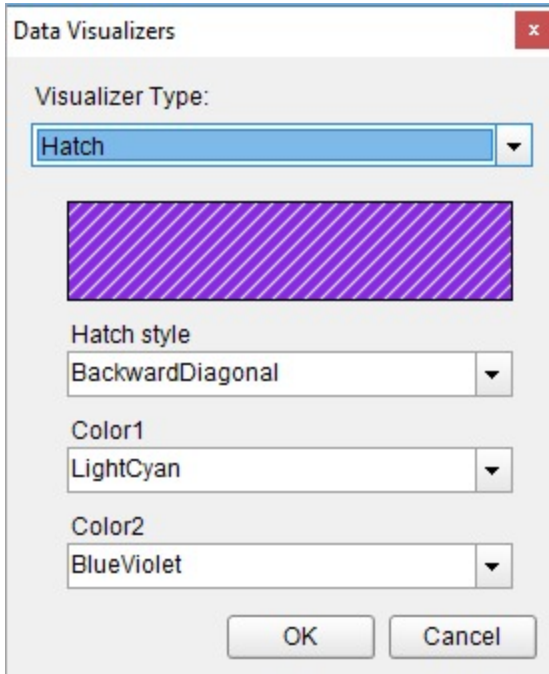 Data Visualizers
x
Visualizer Type:
Hatch
Hatch style
BackwardDiagonal
Color1
LightCyan
Color2
BlueViolet
OK Cancel